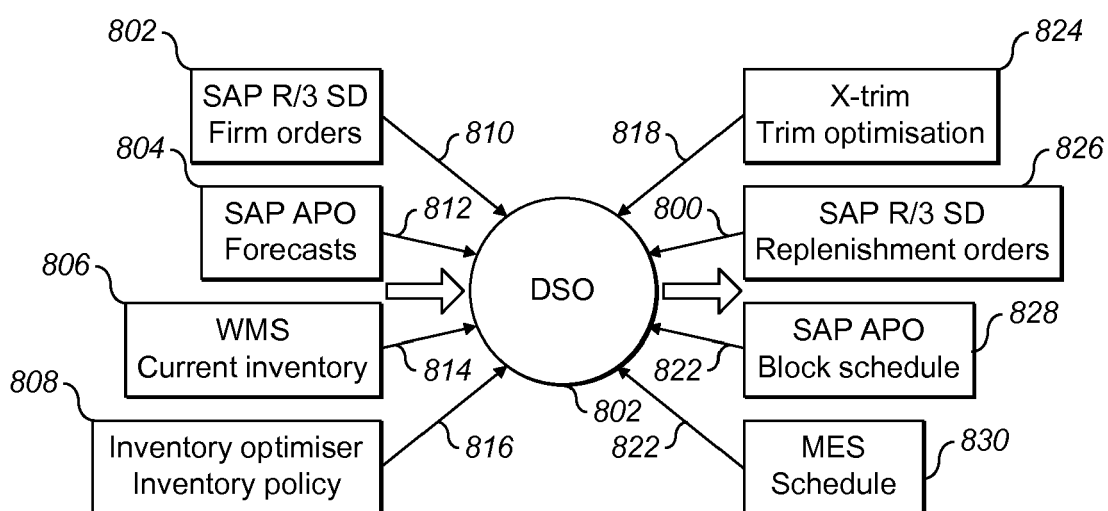 802
SAP R/3 SD
Firm orders
810
804
SAP APO
Forecasts
812
806
WMS
Current inventory
814
808
Inventory optimiser
Inventory policy
816
DSO
802
824
X-trim
Trim optimisation
818
826
SAP R/3 SD
Replenishment orders
800
828
SAP APO
Block schedule
822
830
MES
Schedule
822